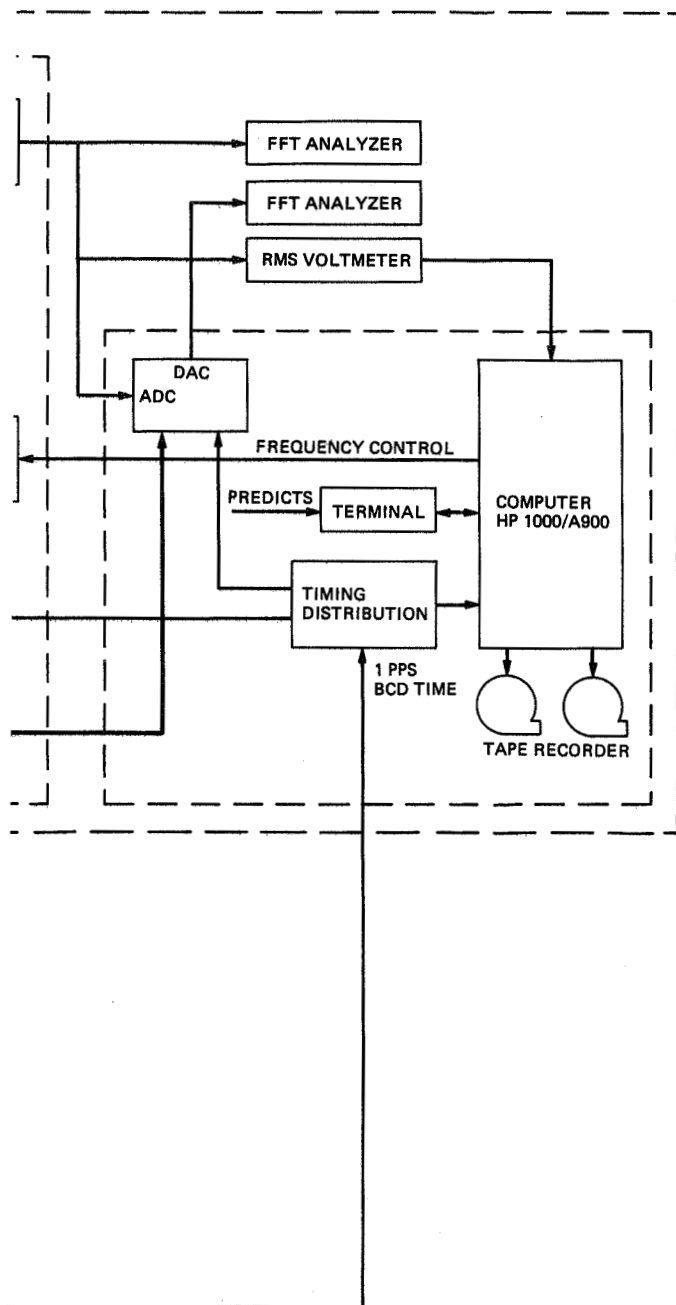 FFT ANALYZER
FFT ANALYZER
RMS VOLTMETER
DAC
ADC
FREQUENCY CONTROL
PREDICTS
TERMINAL
COMPUTER
HP 1000/A900
TIMING
DISTRIBUTION
1 PPS
BCD TIME
TAPE RECORDER